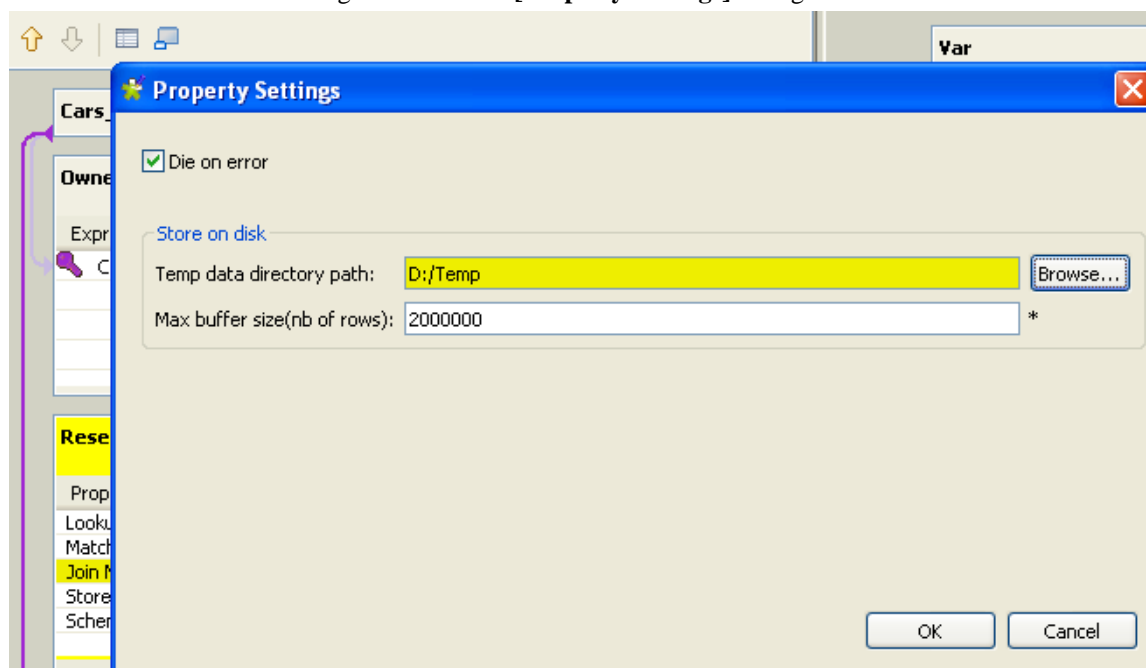 Var
Property Settings
Cars_
Die on error
Owne
Expr
Store on disk
C
Temp data directory path: D:/Temp Browse...
Max buffer size(nb of rows): 2000000 *
Rese
Prop
Looku
Match
Join M
Store
Schem
OK Cancel